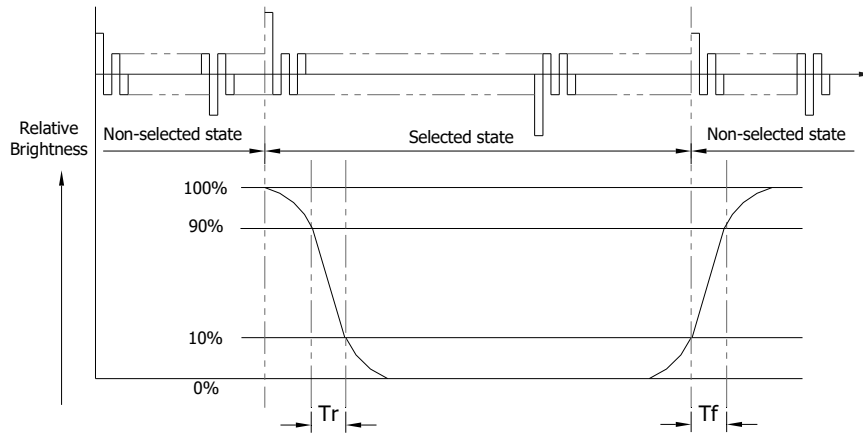 Relative
Brightness
Non-selected state
Selected state
Non-selected state
100%
90%
10%
0%
Tr
Tf